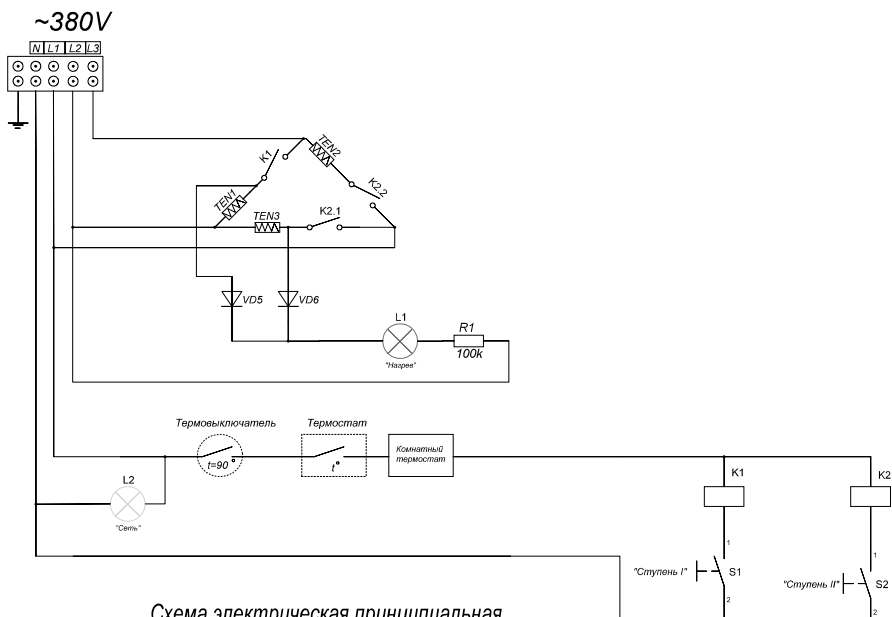 ~380V
N L1 L2 L3
K1
TEN2
K2.2
TEN1
TEN3
K2.1
VD5
VD6
L1
"Нагрев"
R1
100k
Термовыключатель
Термостат
t=90°
t°
Комнатный
термостат
L2
"Сеть"
K1
K2
1
"Ступень I"
S1
2
1
"Ступень II"
S2
2
Схема электрическая принципиальная